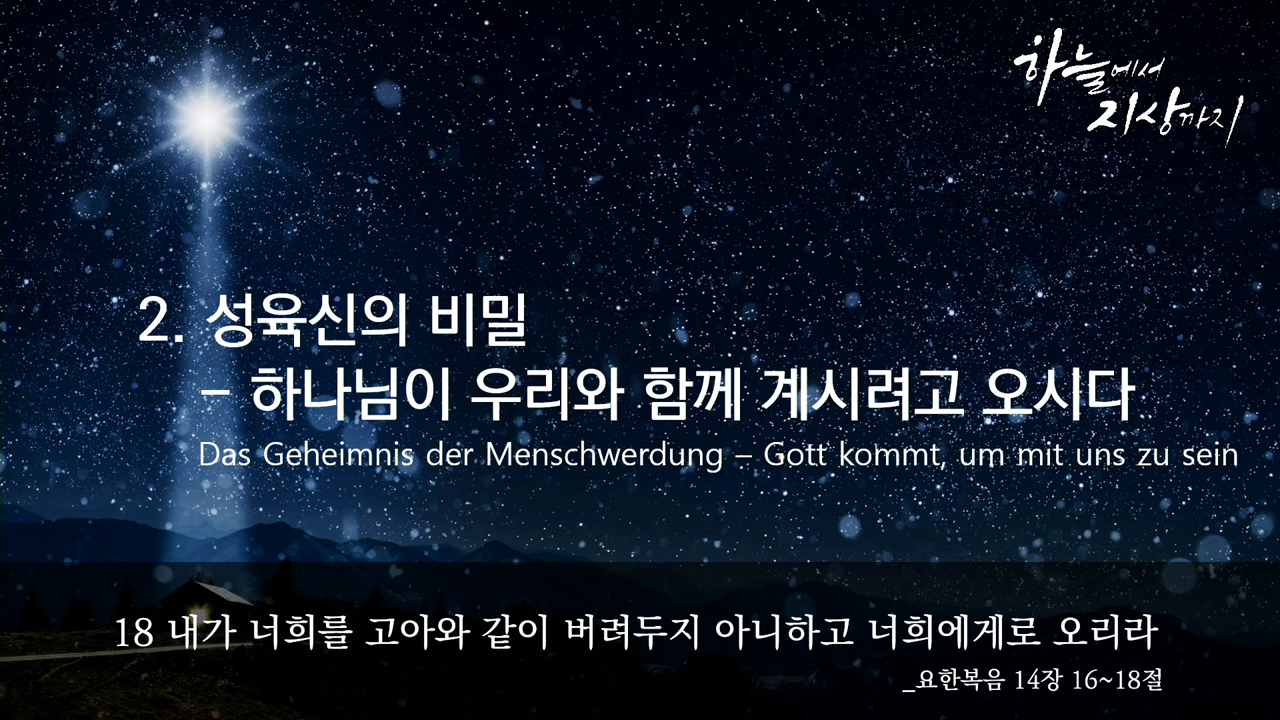 하늘에서
지상까지
2. 성육신의 비밀
- 하나님이 우리와 함께 계시려고 오시다
Das Geheimnis der Menschwerdung – Gott kommt, um mit uns zu sein
18 내가 너희를 고아와 같이 버려두지 아니하고 너희에게로 오리라
_요한복음 14장 16~18절